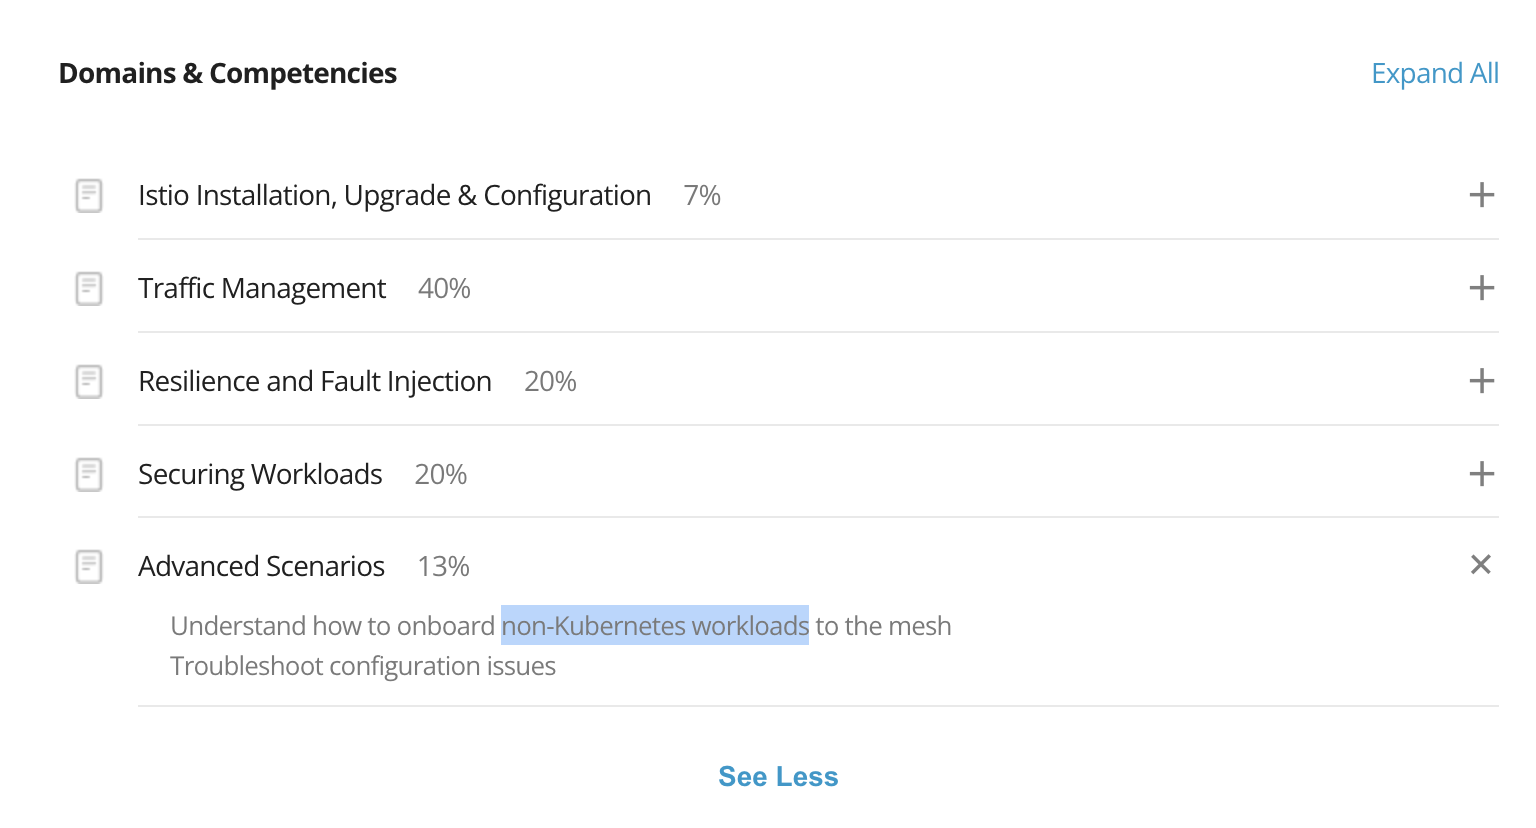 Domains & Competencies
Expand All
Istio Installation, Upgrade & Configuration 7%
Traffic Management 40%
Resilience and Fault Injection 20%
Securing Workloads 20%
Advanced Scenarios 13%
Understand how to onboard non-Kubernetes workloads to the mesh
Troubleshoot configuration issues
See Less